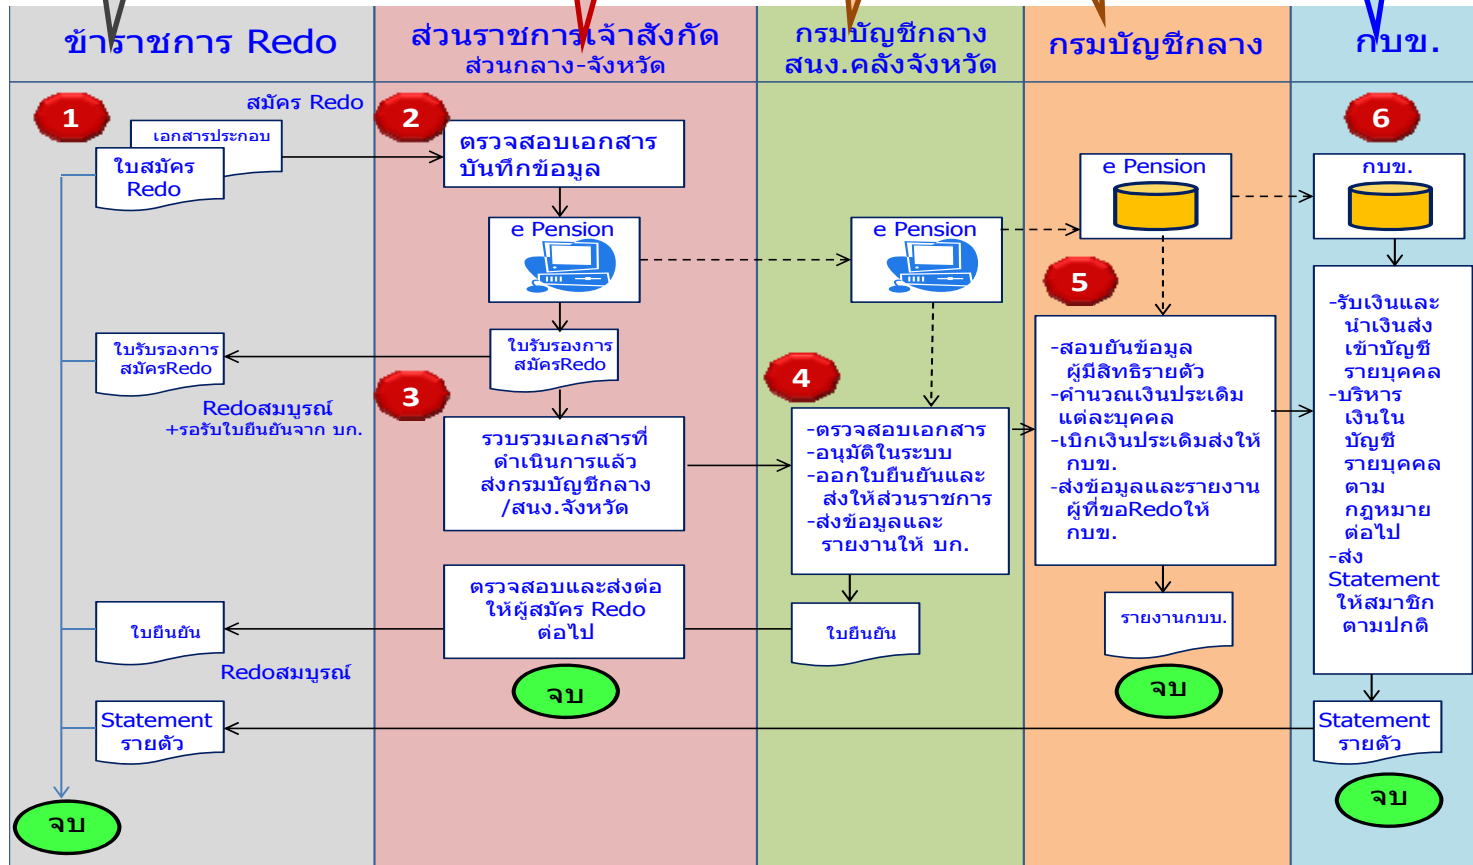 ข้าราชการ Redo
ส่วนราชการเจ้าสังกัด
ส่วนกลาง-จังหวัด
กรมบัญชีกลาง
สนง.คลังจังหวัด
กรมบัญชีกลาง
กบข.
1
สมัคร Redo
เอกสารประกอบ
ใบสมัคร
Redo
2
ตรวจสอบเอกสาร
บันทึกข้อมูล
e Pension
e Pension
e Pension
6
กบข.
ใบรับรองการ
สมัครRedo
ใบรับรองการ
สมัครRedo
Redoสมบูรณ์
+รอรับใบยืนยันจาก บก.
3
รวบรวมเอกสารที่
ดำเนินการแล้ว
ส่งกรมบัญชีกลาง
/สนง.จังหวัด
4
-ตรวจสอบเอกสาร
-อนุมัติในระบบ
-ออกใบยืนยันและ
ส่งให้ส่วนราชการ
-ส่งข้อมูลและ
รายงานให้ บก.
5
-สอบยันข้อมูล
ผู้มีสิทธิรายตัว
-คำนวณเงินประเดิม
แต่ละบุคคล
-เบิกเงินประเดิมส่งให้
กบข.
-ส่งข้อมูลและรายงาน
ผู้ที่ขอRedoให้
กบข.
-รับเงินและ
นำเงินส่ง
เข้าบัญชี
รายบุคคล
-บริหาร
เงินใน
บัญชี
รายบุคคล
ตาม
กฎหมาย
ต่อไป
-ส่ง
Statement
ให้สมาชิก
ตามปกติ
ใบยืนยัน
ตรวจสอบและส่งต่อ
ให้ผู้สมัคร Redo
ต่อไป
ใบยืนยัน
รายงานกบบ.
Redoสมบูรณ์
จบ
จบ
Statement
รายตัว
Statement
รายตัว
จบ
จบ